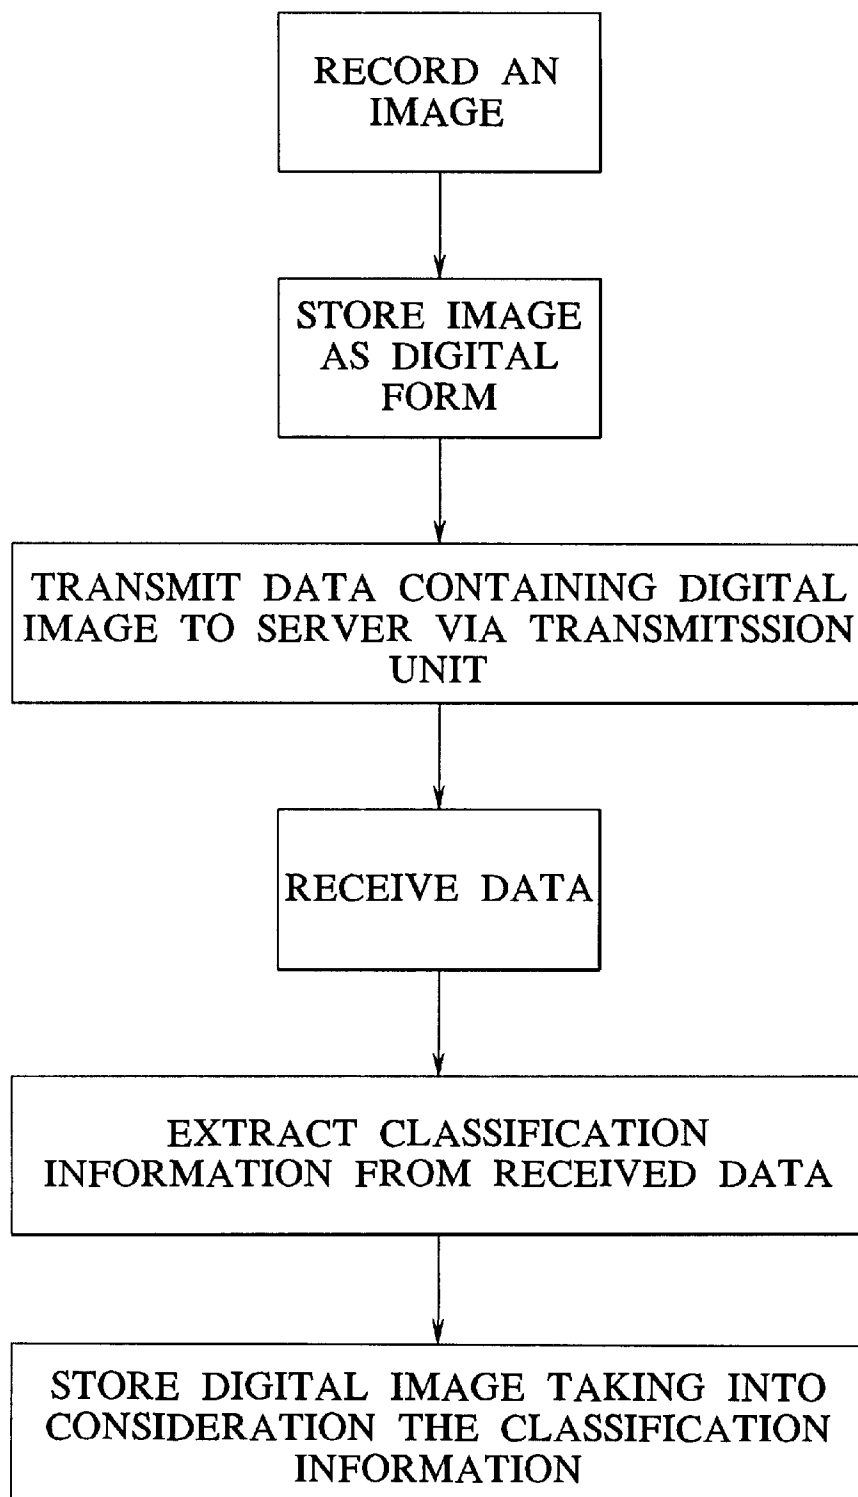 RECORD AN
IMAGE
STORE IMAGE
AS DIGITAL
FORM
TRANSMIT DATA CONTAINING DIGITAL
IMAGE TO SERVER VIA TRANSMITSSION
UNIT
RECEIVE DATA
EXTRACT CLASSIFICATION
INFORMATION FROM RECEIVED DATA
STORE DIGITAL IMAGE TAKING INTO
CONSIDERATION THE CLASSIFICATION
INFORMATION